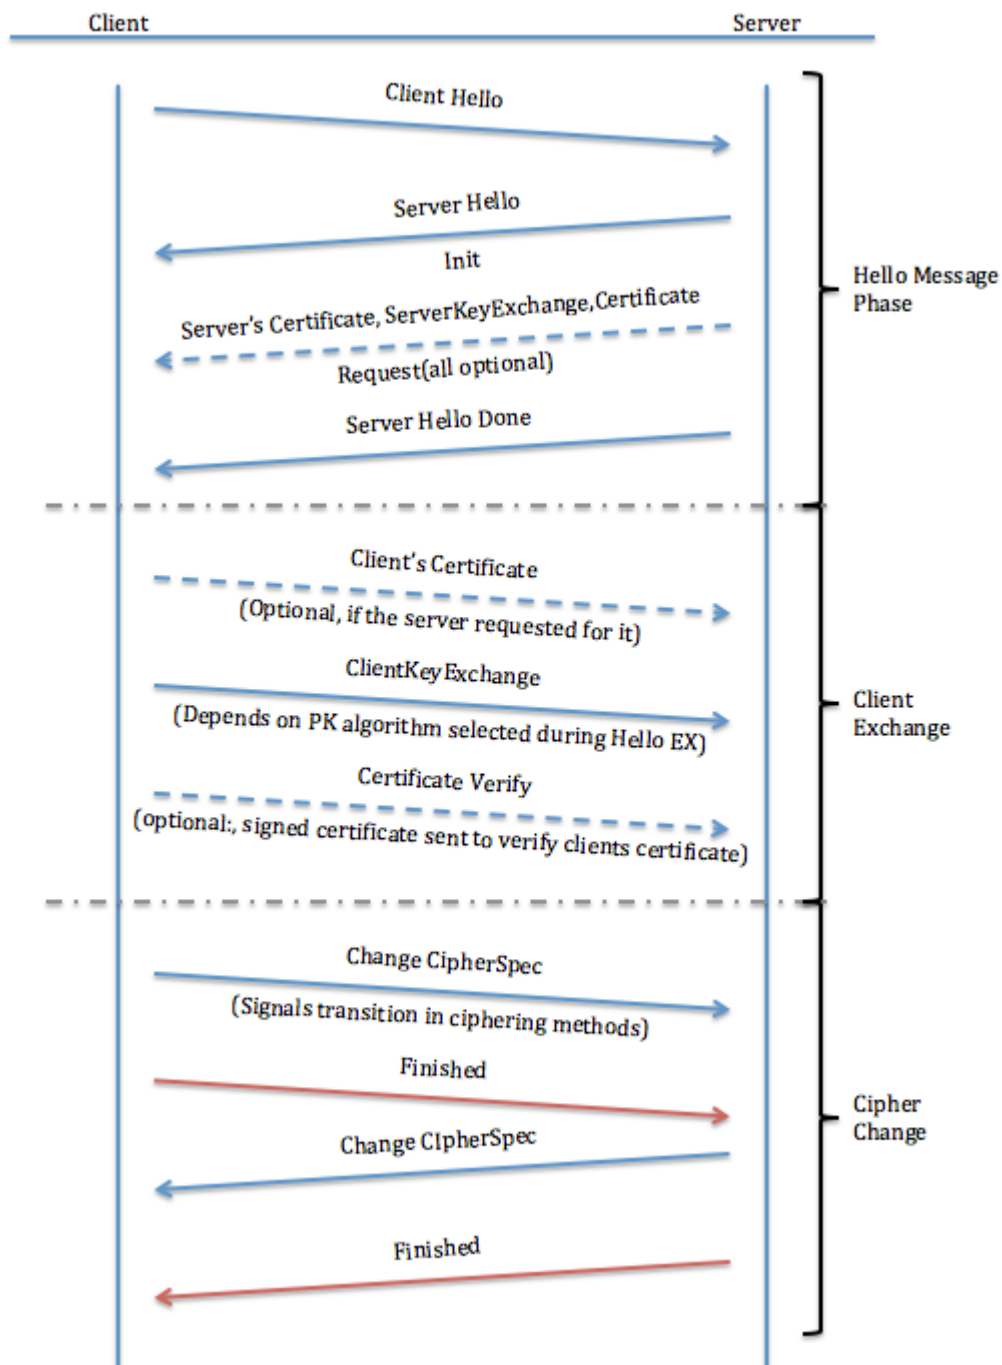 Client
Server
Client Hello
Server Hello
Init
Server's Certificate, ServerKeyExchange,Certificate
Request(all optional)
Server Hello Done
Hello Message
Phase
Client's Certificate
(Optional, if the server requested for it)
ClientKeyExchange
(Depends on PK algorithm selected during Hello EX)
Certificate Verify
(optional:, signed certificate sent to verify clients certificate)
Client
Exchange
Change CipherSpec
(Signals transition in ciphering methods)
Finished
Change CIpherSpec
Finished
Cipher
Change